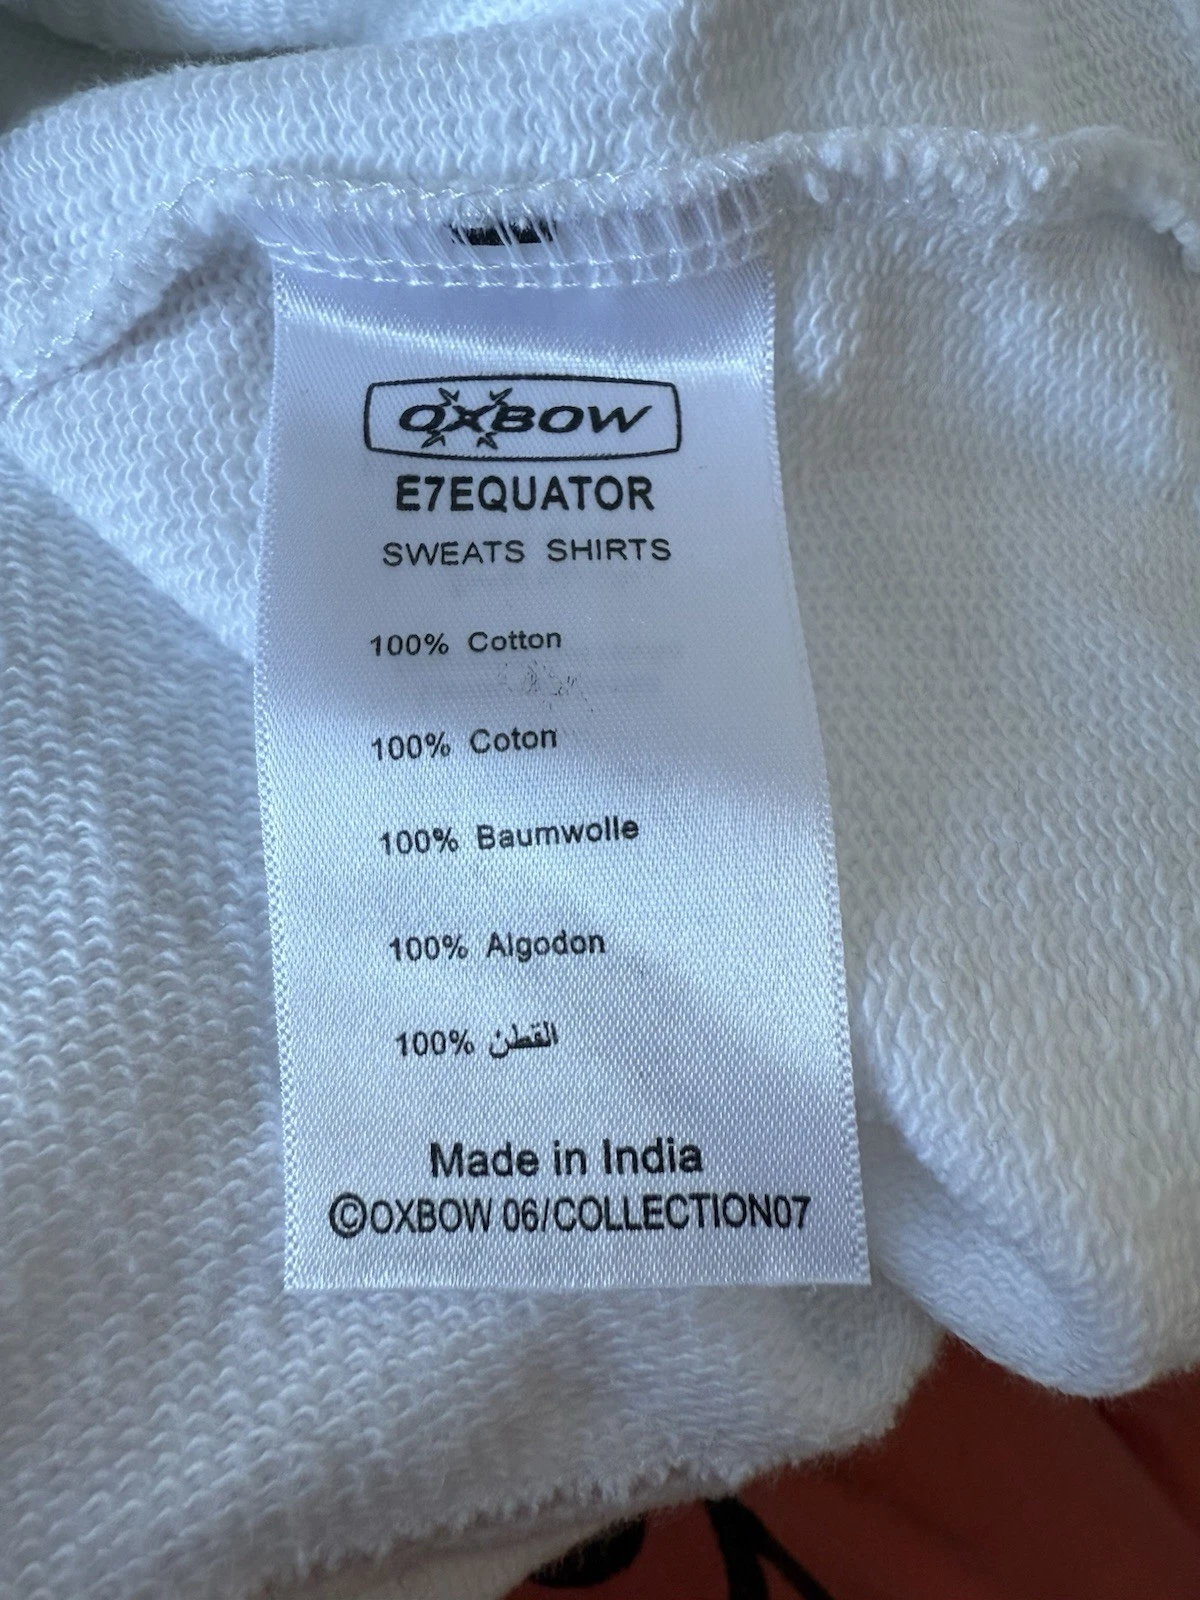 OXBOW
E7EQUATOR
SWEATS SHIRTS
100% Cotton
100% Coton
100% Baumwolle
100% Algodon
100% القطن
Made in India
©OXBOW 06/COLLECTION07